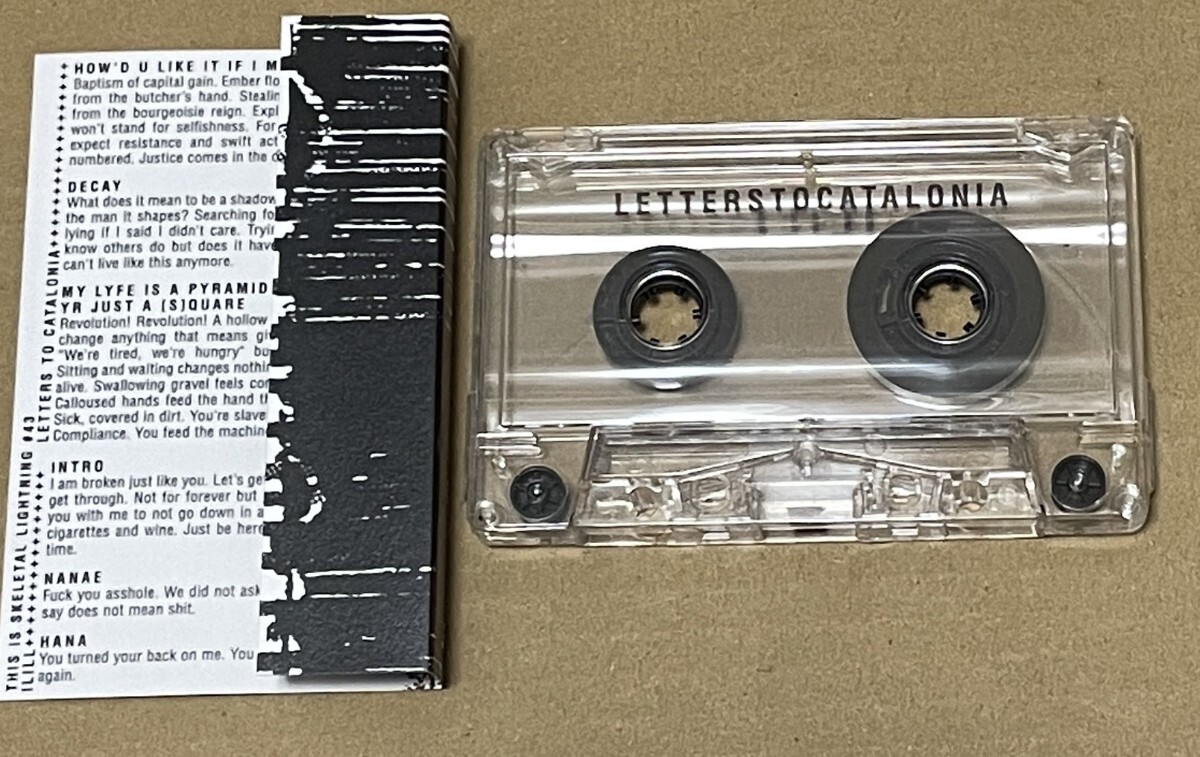 HOW'D U LIKE IT IF I M
Baptism of capital gain. Ember flo
from the butcher's hand. Stealin
from the bourgeoisie reign. Expl
won't stand for selfishness. For
expect resistance and swift act
numbered. Justice comes in the d
DECAY
What does it mean to be a shadow
the man it shapes? Searching fo
lying if I said I didn't care. Tryin
know others do but does it have
can't live like this anymore.
MY LYFE IS A PYRAMID
YR JUST A (S)QUARE
Revolution! Revolution! A hollow
change anything that means gi
"We're tired, we're hungry" bu
Sitting and waiting changes nothin
alive. Swallowing gravel feels con
Calloused hands feed the hand th
Sick, covered in dirt. You're slave
Compliance. You feed the machine
INTRO
I am broken just like you. Let's ge
get through. Not for forever but
you with me to not go down in a
cigarettes and wine. Just be here
time.
NANAE
Fuck you asshole. We did not ask
say does not mean shit.
HANA
You turned your back on me. You
again.
THIS IS SKELETAL LIGHTNING #43
ILILL++++++++++++++
LETTERS TO CATALONIA++++++++++++++
LETTERSTOCATALONIA